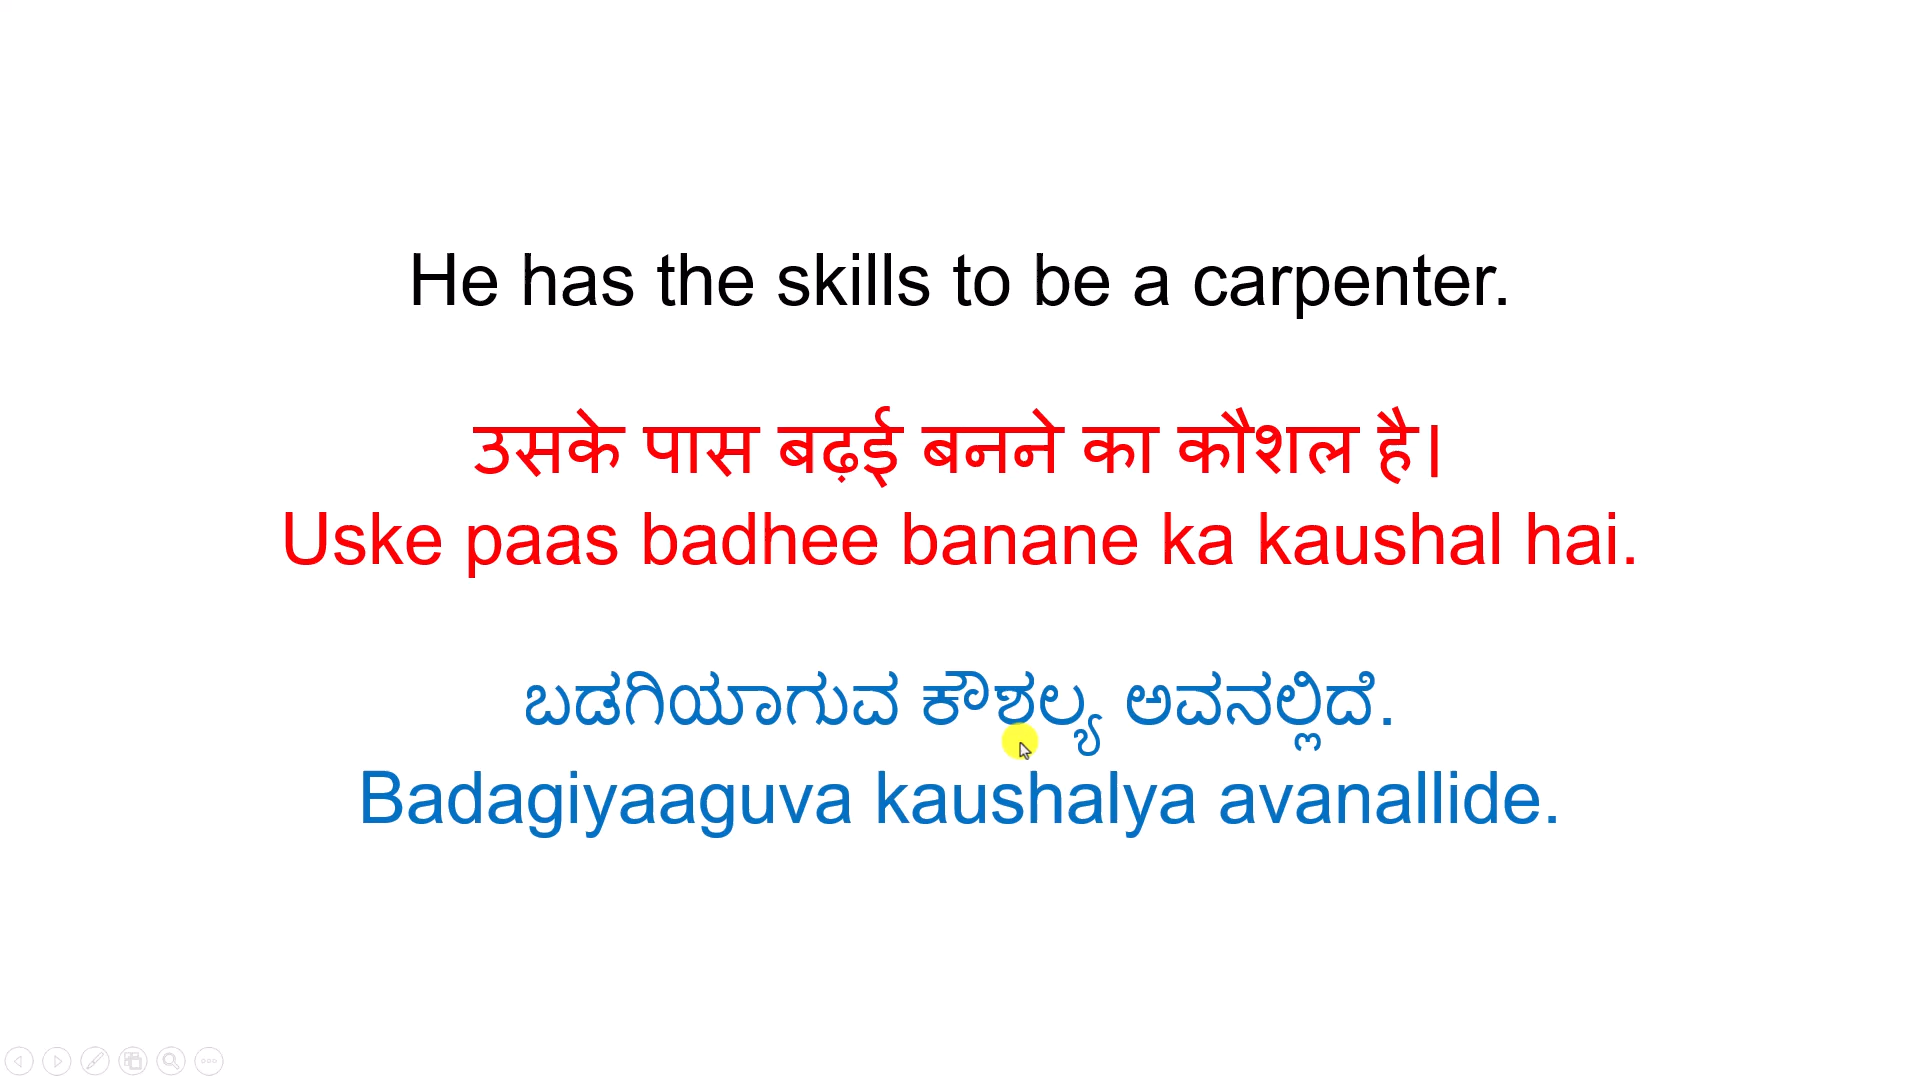 He has the skills to be a carpenter.
उसके पास बढ़ई बनने का कौशल है।
Uske paas badhee banane ka kaushal hai.
ಬಡಗಿಯಾಗುವ ಕೌಶಲ್ಯ ಅವನಲ್ಲಿದೆ.
Badagiyaaguva kaushalya avanallide.